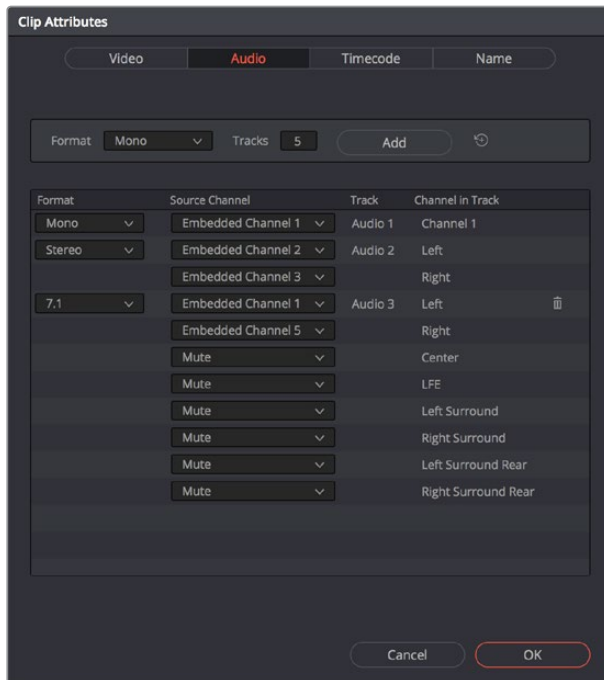 Clip Attributes
Video Audio Timecode Name
Format Mono Tracks 5 Add
Format Source Channel Track Channel in Track
Mono Embedded Channel 1 Audio 1 Channel 1
Stereo Embedded Channel 2 Audio 2 Left
Embedded Channel 3 Right
7.1 Embedded Channel 1 Audio 3 Left
Embedded Channel 5 Right
Mute Center
Mute LFE
Mute Left Surround
Mute Right Surround
Mute Left Surround Rear
Mute Right Surround Rear
Cancel OK